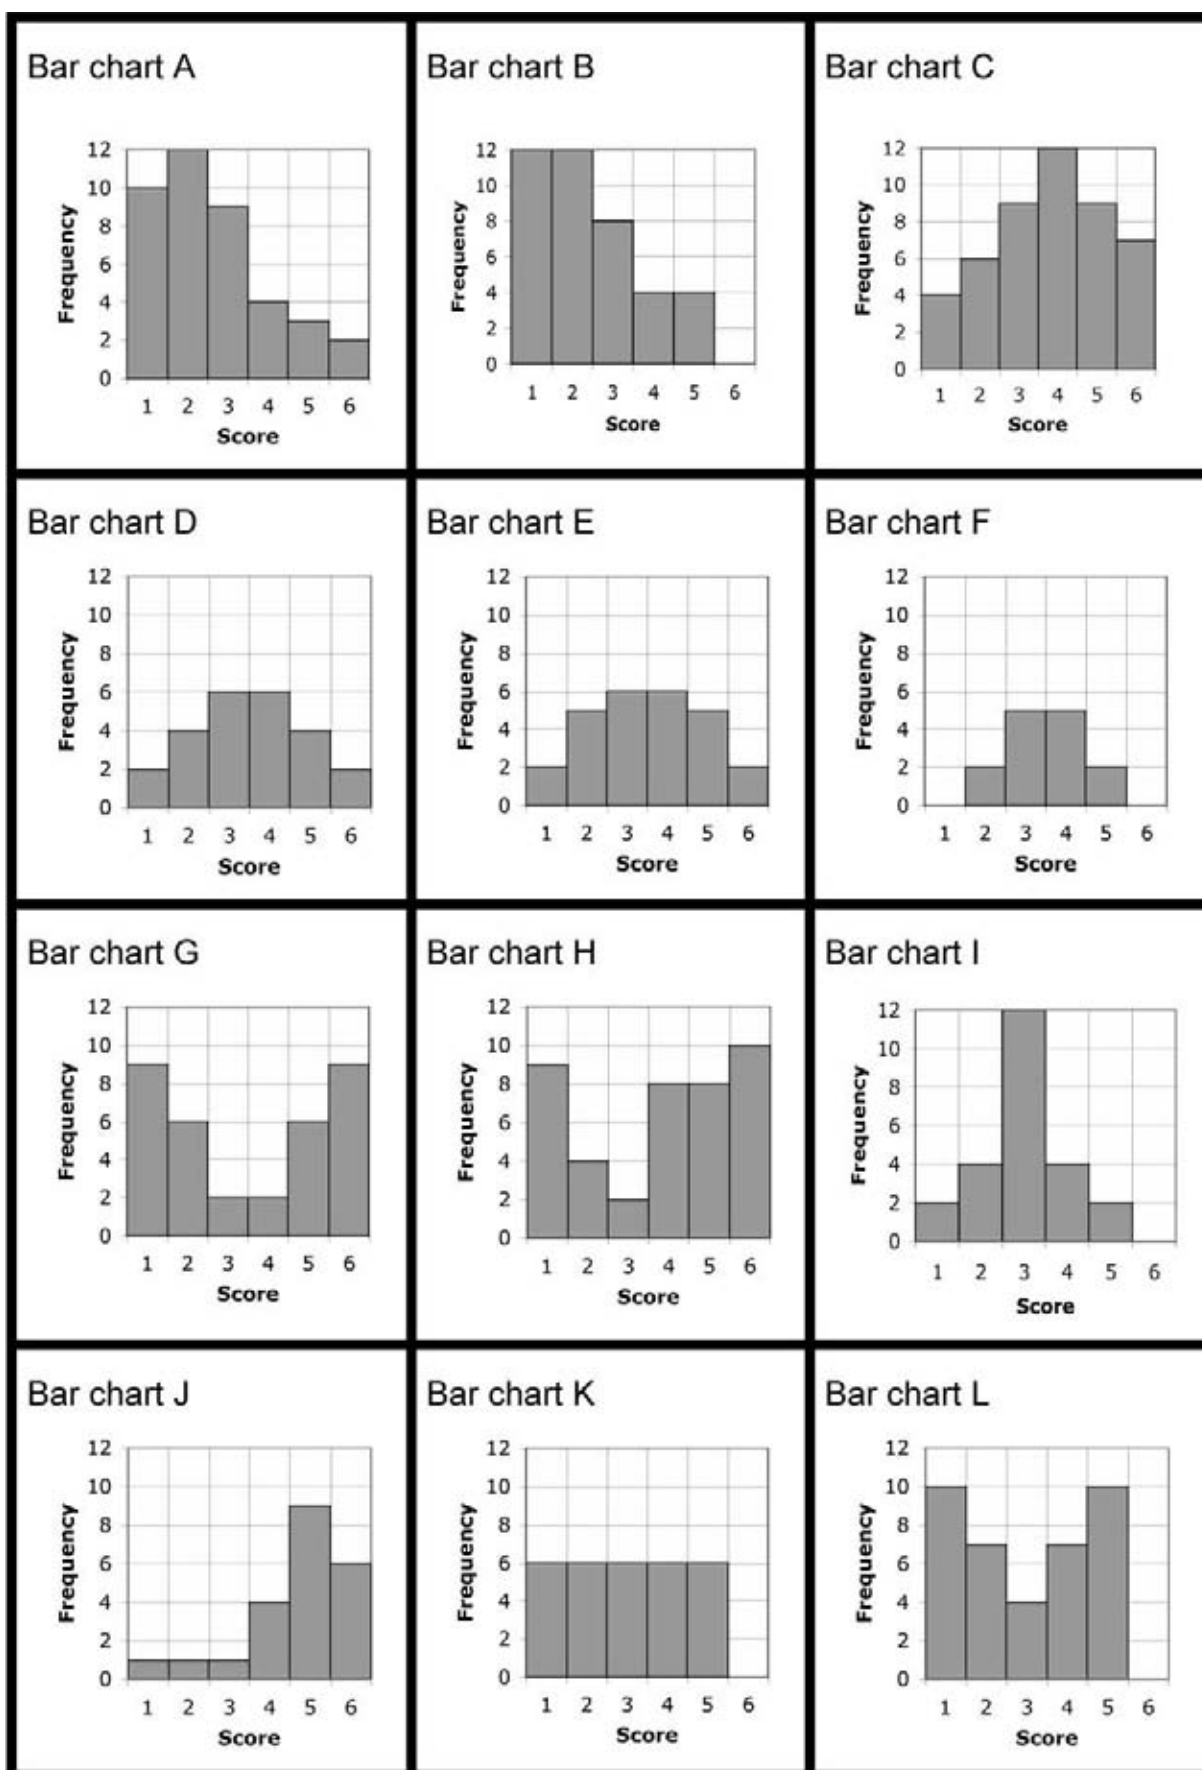 Bar chart A
12
10
8
6
4
2
0
Frequency
1 2 3 4 5 6
Score
Bar chart B
12
10
8
6
4
2
0
Frequency
1 2 3 4 5 6
Score
Bar chart C
12
10
8
6
4
2
0
Frequency
1 2 3 4 5 6
Score
Bar chart D
12
10
8
6
4
2
0
Frequency
1 2 3 4 5 6
Score
Bar chart E
12
10
8
6
4
2
0
Frequency
1 2 3 4 5 6
Score
Bar chart F
12
10
8
6
4
2
0
Frequency
1 2 3 4 5 6
Score
Bar chart G
12
10
8
6
4
2
0
Frequency
1 2 3 4 5 6
Score
Bar chart H
12
10
8
6
4
2
0
Frequency
1 2 3 4 5 6
Score
Bar chart I
12
10
8
6
4
2
0
Frequency
1 2 3 4 5 6
Score
Bar chart J
12
10
8
6
4
2
0
Frequency
1 2 3 4 5 6
Score
Bar chart K
12
10
8
6
4
2
0
Frequency
1 2 3 4 5 6
Score
Bar chart L
12
10
8
6
4
2
0
Frequency
1 2 3 4 5 6
Score